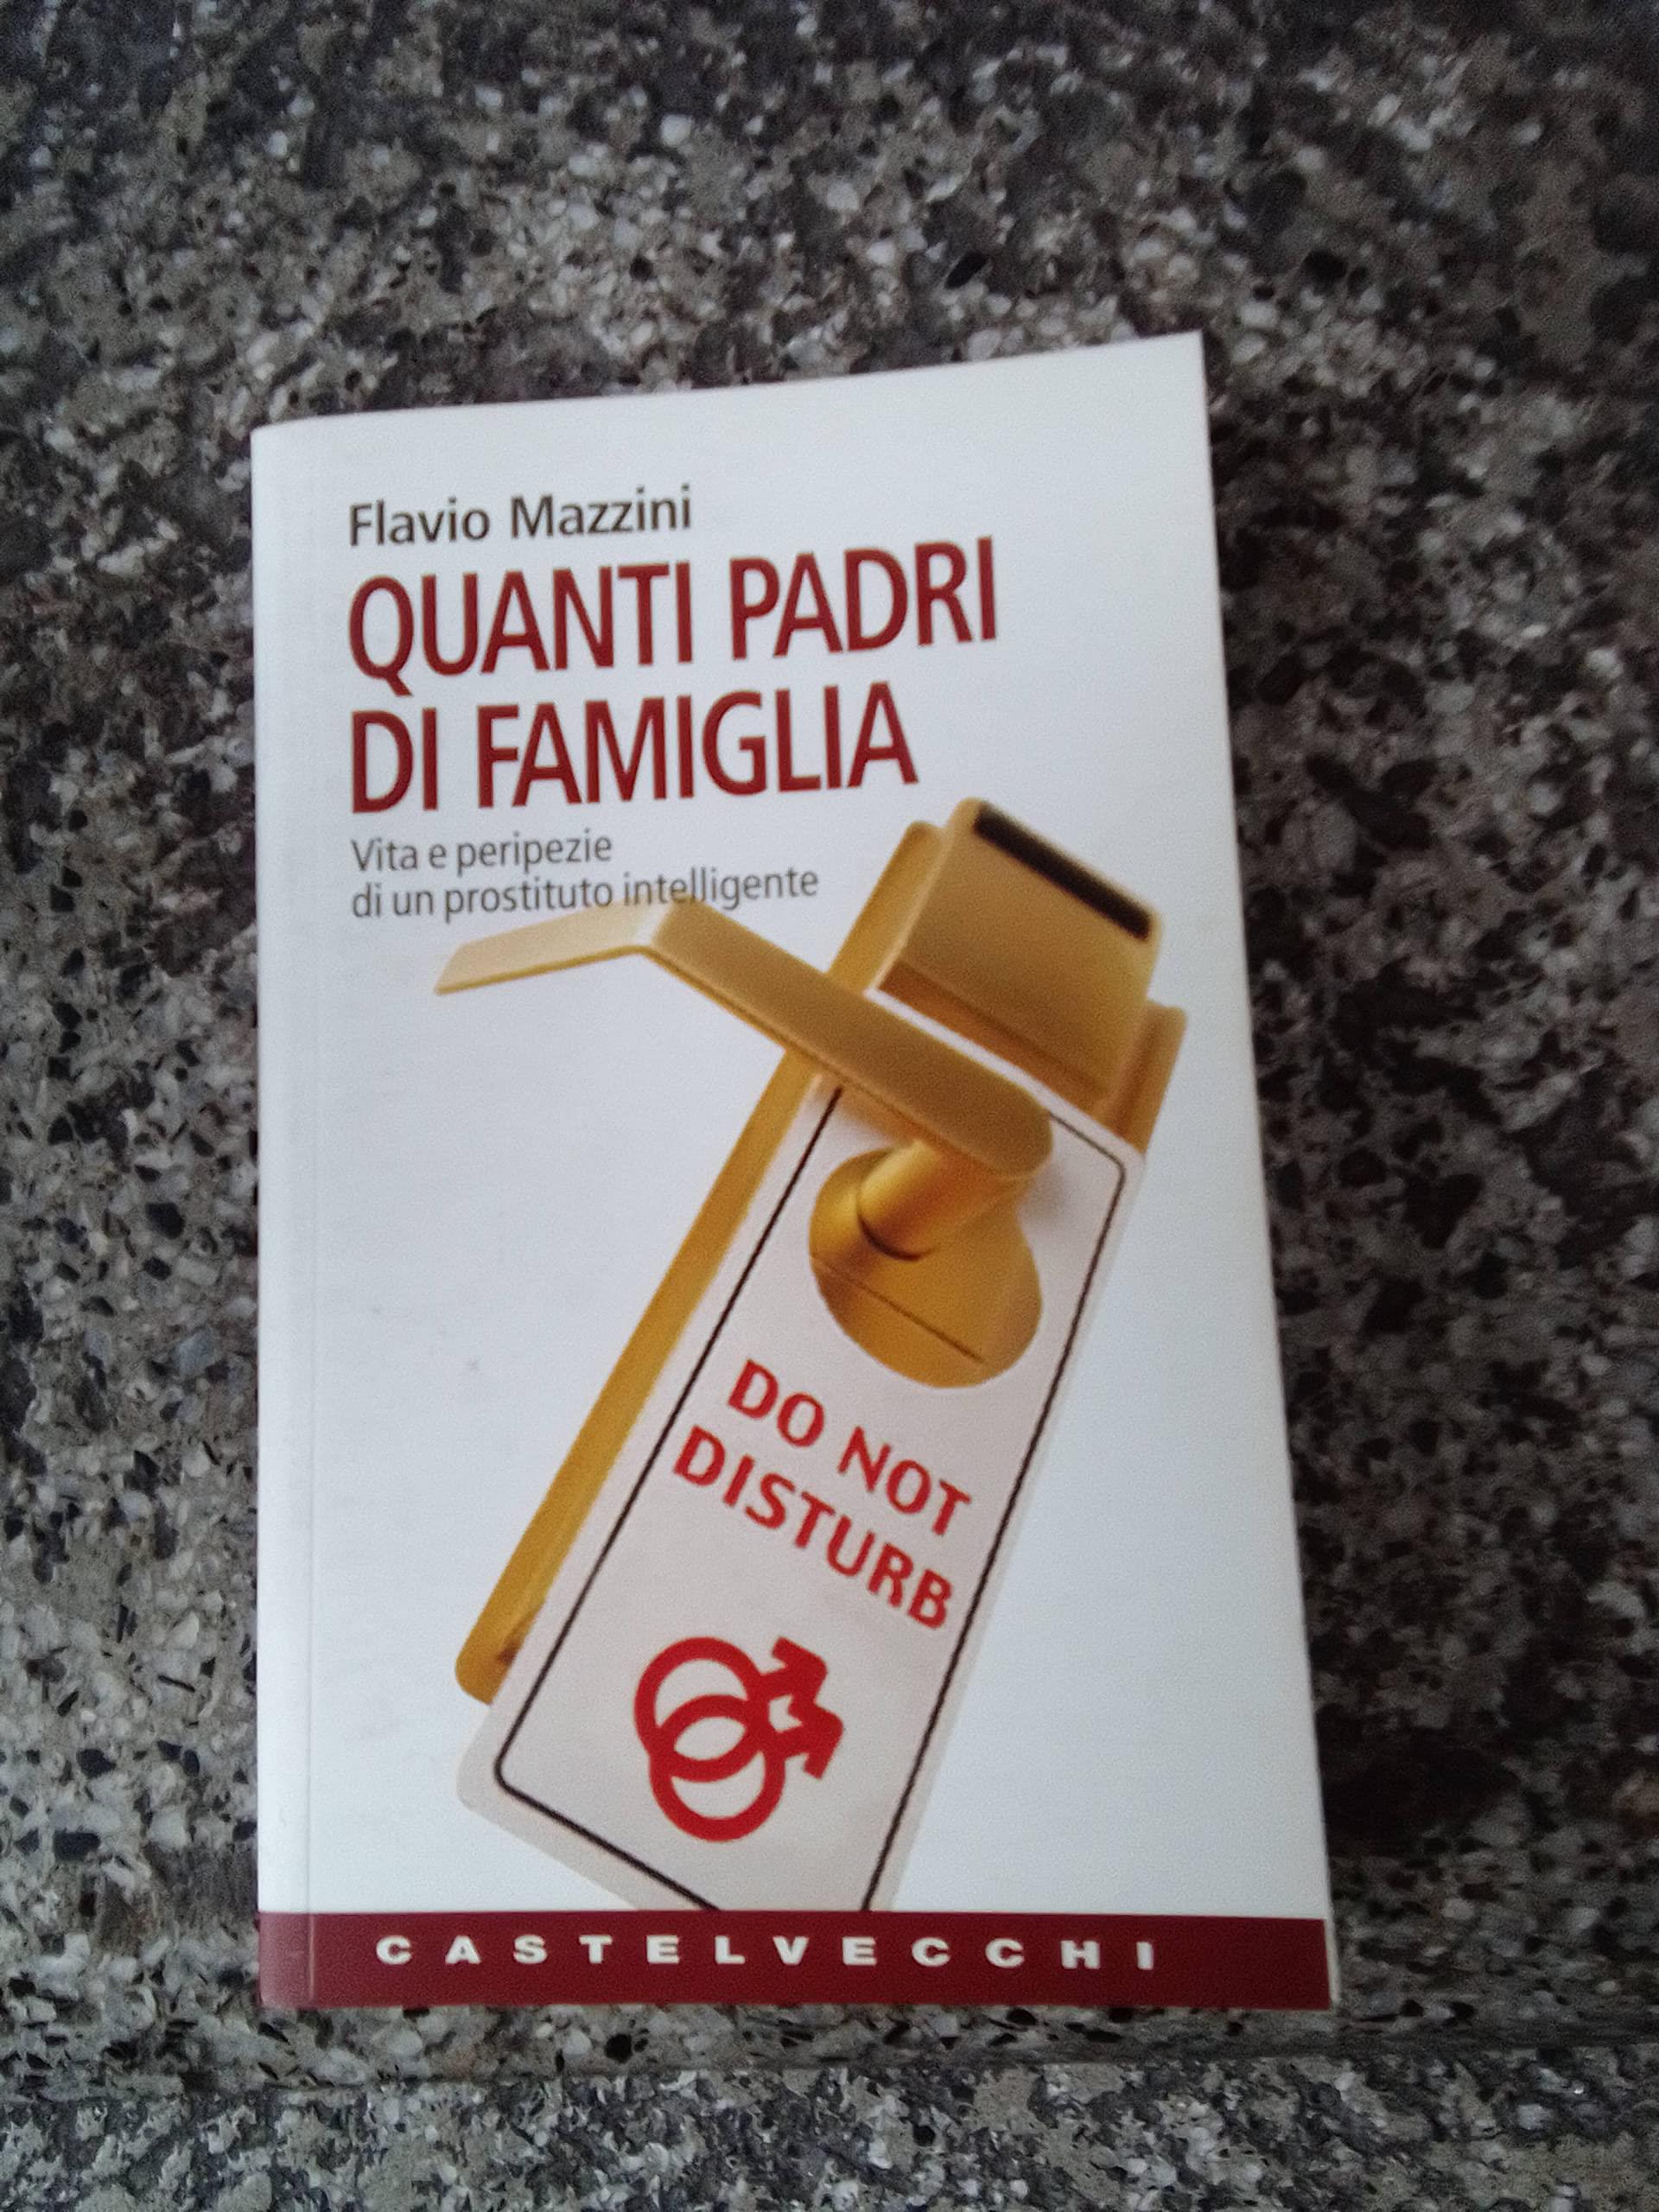 Flavio Mazzini
QUANTI PADRI
DI FAMIGLIA
Vita e peripezie
di un prostituto intelligente
DO NOT
DISTURB
CASTELVECCHI